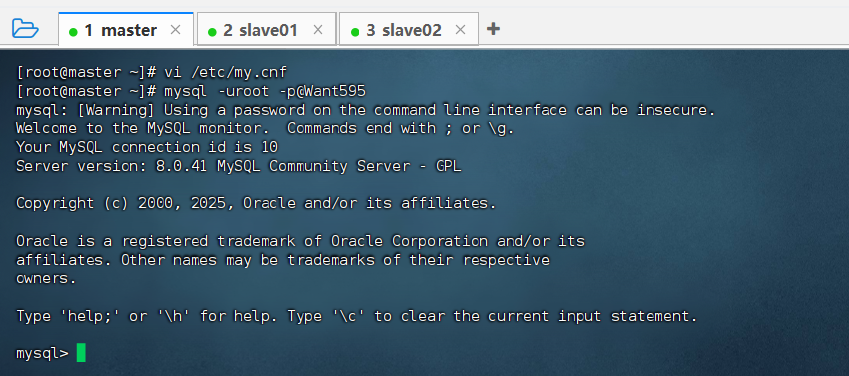 1 master × 2 slave01 × 3 slave02 ×
[root@master ~]# vi /etc/my.cnf
[root@master ~]# mysql -uroot -p@Want595
mysql: [Warning] Using a password on the command line interface can be insecure.
Welcome to the MySQL monitor.  Commands end with ; or \g.
Your MySQL connection id is 10
Server version: 8.0.41 MySQL Community Server - GPL
Copyright (c) 2000, 2025, Oracle and/or its affiliates.
Oracle is a registered trademark of Oracle Corporation and/or its
affiliates. Other names may be trademarks of their respective
owners.
Type 'help;' or '\h' for help. Type '\c' to clear the current input statement.
mysql>